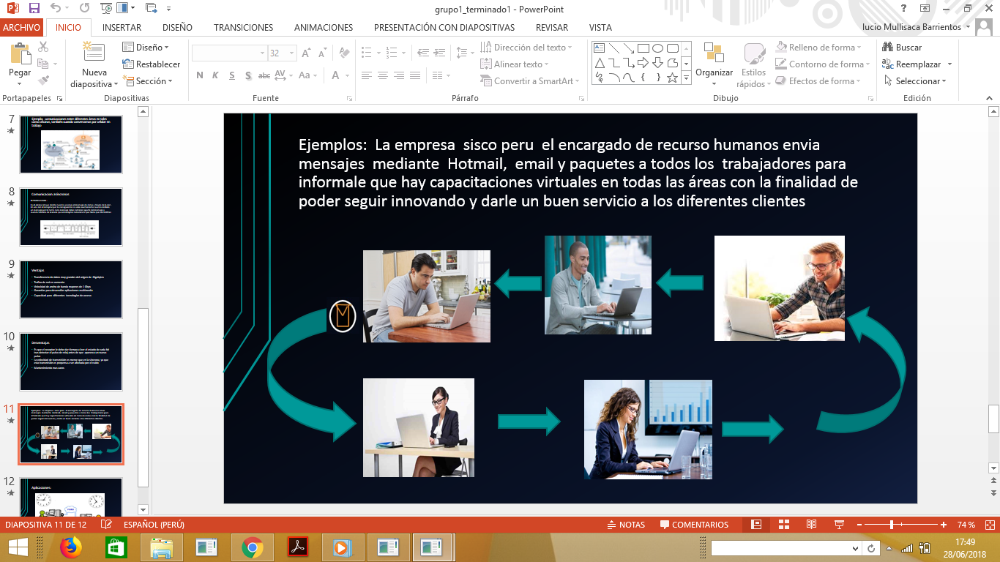 grupo1_terminado1 - PowerPoint
ARCHIVO INICIO INSERTAR DISEÑO TRANSICIONES ANIMACIONES PRESENTACIÓN CON DIAPOSITIVAS REVISAR VISTA
lucio Mullisaca Barrientos
Pegar
Nueva diapositiva
Diseño
Restablecer
Sección
32
N K S S abc AV Aa A
Dirección del texto
Alinear texto
Convertir a SmartArt
Organizar
Estilos rápidos
Relleno de forma
Contorno de forma
Efectos de forma
Buscar
Reemplazar
Seleccionar
Portapapeles Diapositivas Fuente Párrafo Dibujo Edición
7
8
Comunicacion asincronas
9
Ventajas
10
Desventajas
11
12
Aplicaciones:
Ejemplos: La empresa sisco peru el encargado de recurso humanos envia
mensajes mediante Hotmail, email y paquetes a todos los trabajadores para
informale que hay capacitaciones virtuales en todas las áreas con la finalidad de
poder seguir innovando y darle un buen servicio a los diferentes clientes
DIAPOSITIVA 11 DE 12 ESPAÑOL (PERÚ) NOTAS COMENTARIOS 74 %
17:49
28/06/2018